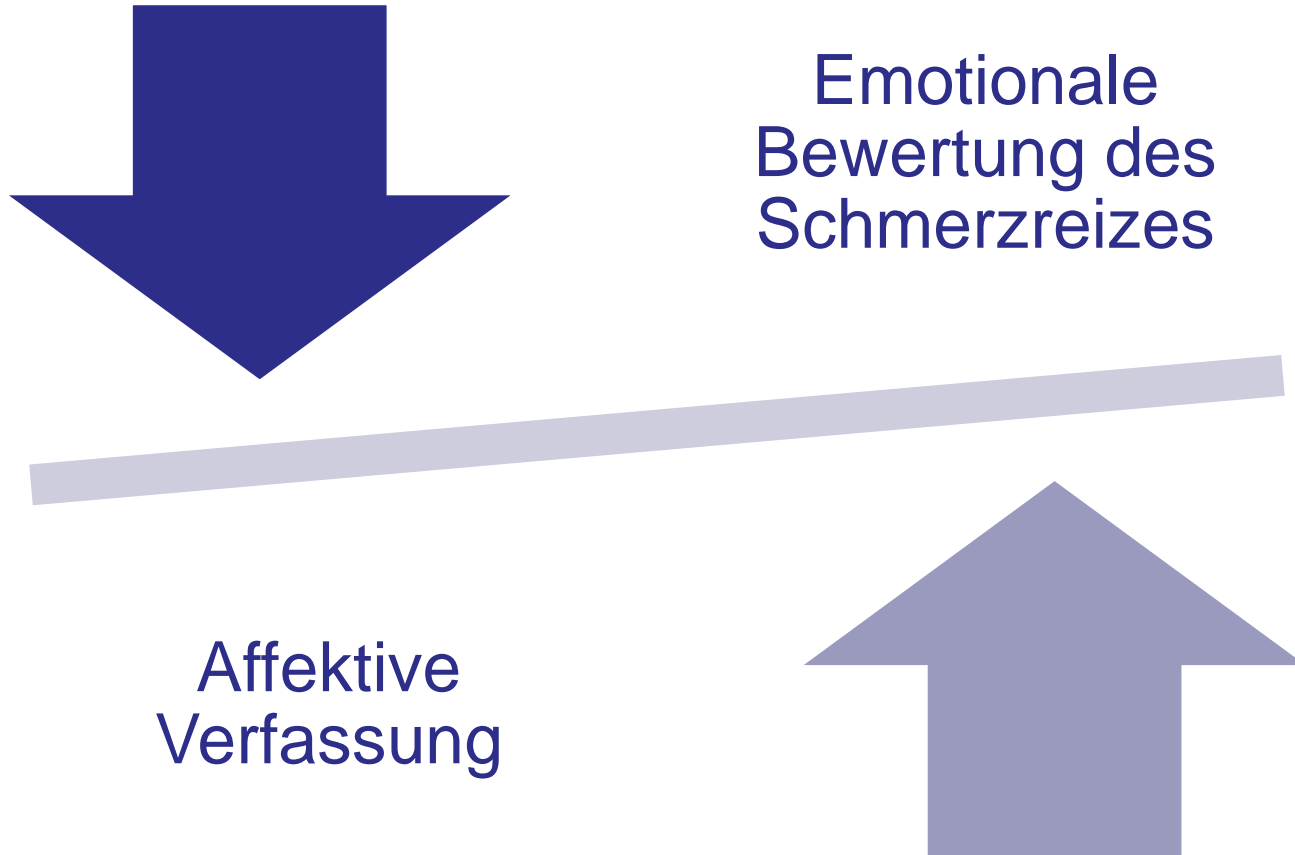 Emotionale
Bewertung des
Schmerzreizes
Affektive
Verfassung